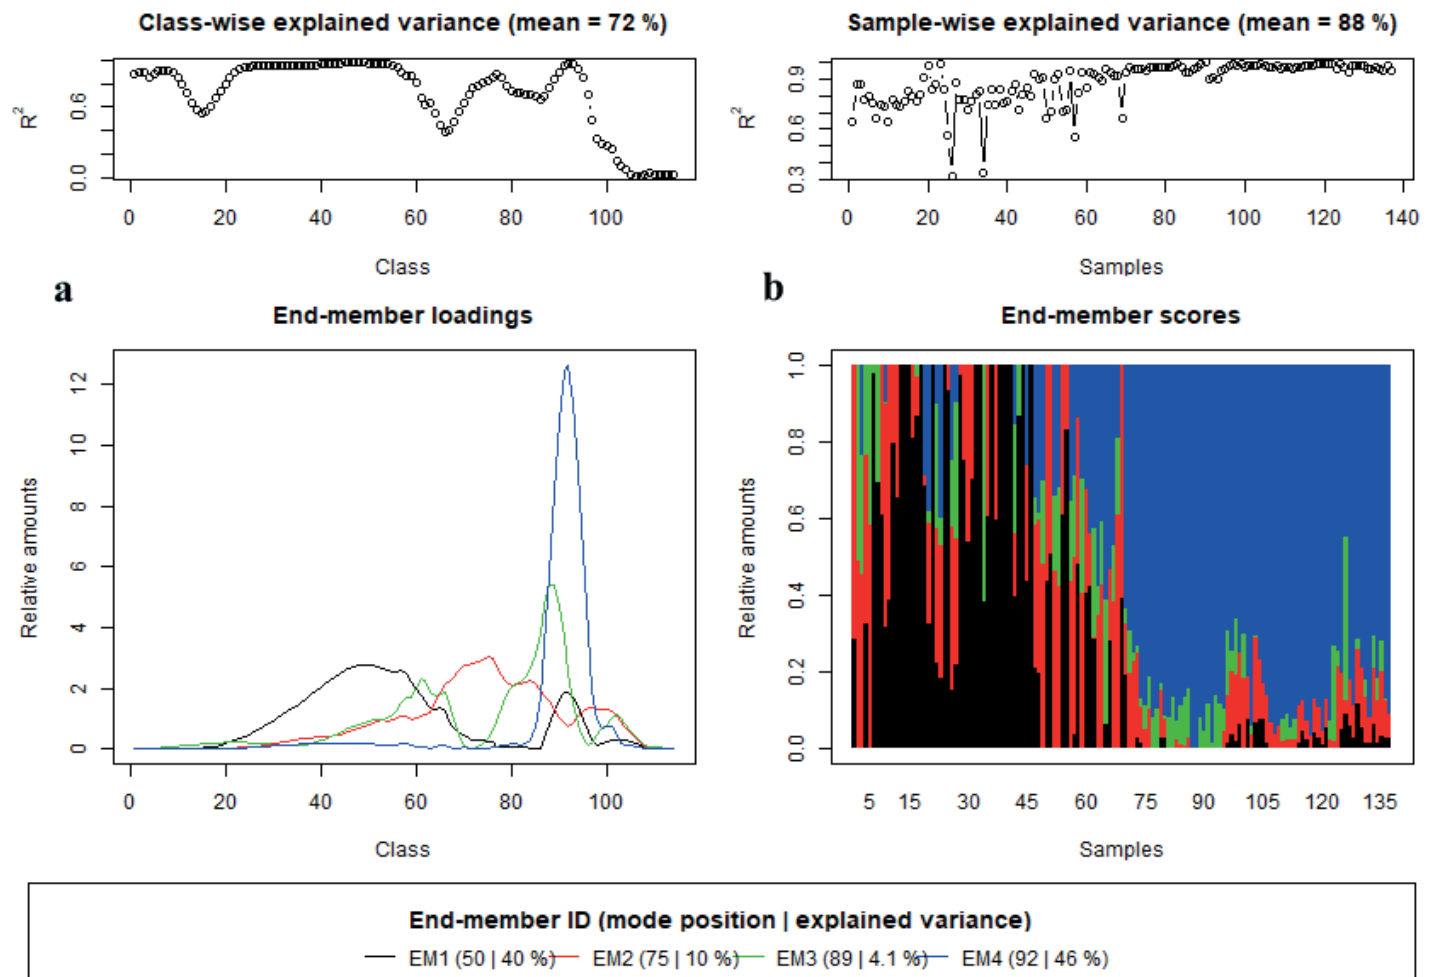 Class-wise explained variance (mean = 72 %)
R²
0.0 0.6
0 20 40 60 80 100
Class
Sample-wise explained variance (mean = 88 %)
R²
0.3 0.6 0.9
0 20 40 60 80 100 120 140
Samples
a
End-member loadings
Relative amounts
0 2 4 6 8 10 12
0 20 40 60 80 100
Class
b
End-member scores
Relative amounts
0.0 0.2 0.4 0.6 0.8 1.0
5 15 30 45 60 75 90 105 120 135
Samples
End-member ID (mode position | explained variance)
EM1 (50 | 40 %) EM2 (75 | 10 %) EM3 (89 | 4.1 %) EM4 (92 | 46 %)